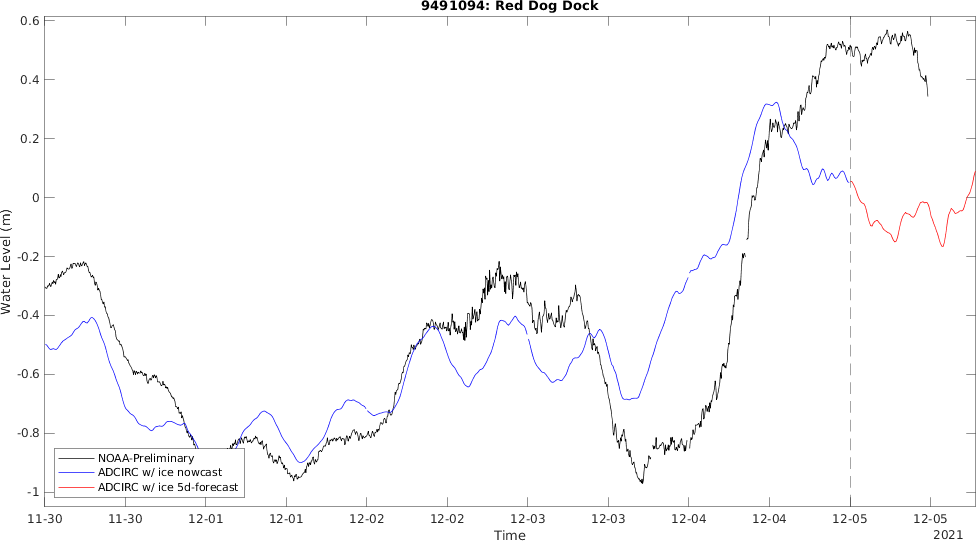 9491094: Red Dog Dock
Water Level (m)
0.6
0.4
0.2
0
-0.2
-0.4
-0.6
-0.8
-1
NOAA-Preliminary
ADCIRC w/ ice nowcast
ADCIRC w/ ice 5d-forecast
11-30 11-30 12-01 12-01 12-02 12-02 12-03 12-03 12-04 12-04 12-05 12-05
Time
2021